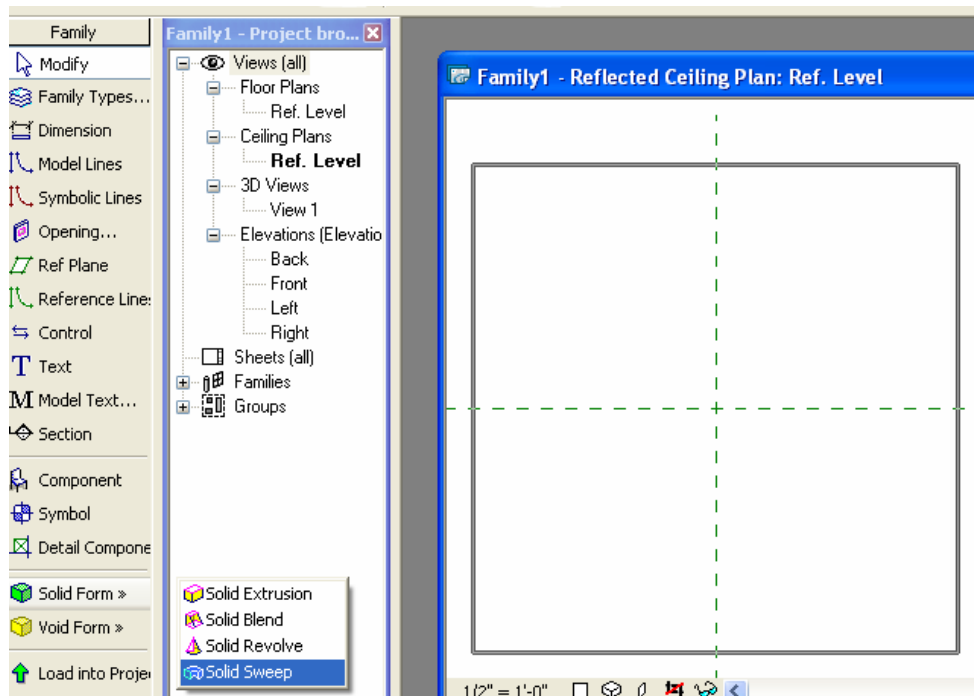 Family
Modify
Family Types...
Dimension
Model Lines
Symbolic Lines
Opening...
Ref Plane
Reference Line:
Control
Text
Model Text...
Section
Component
Symbol
Detail Compone
Solid Form »
Void Form »
Load into Proje
Family1 - Project bro...
Views (all)
Floor Plans
Ref. Level
Ceiling Plans
Ref. Level
3D Views
View 1
Elevations (Elevatio
Back
Front
Left
Right
Sheets (all)
Families
Groups
Solid Extrusion
Solid Blend
Solid Revolve
Solid Sweep
Family1 - Reflected Ceiling Plan: Ref. Level
1/2" = 1'-0"